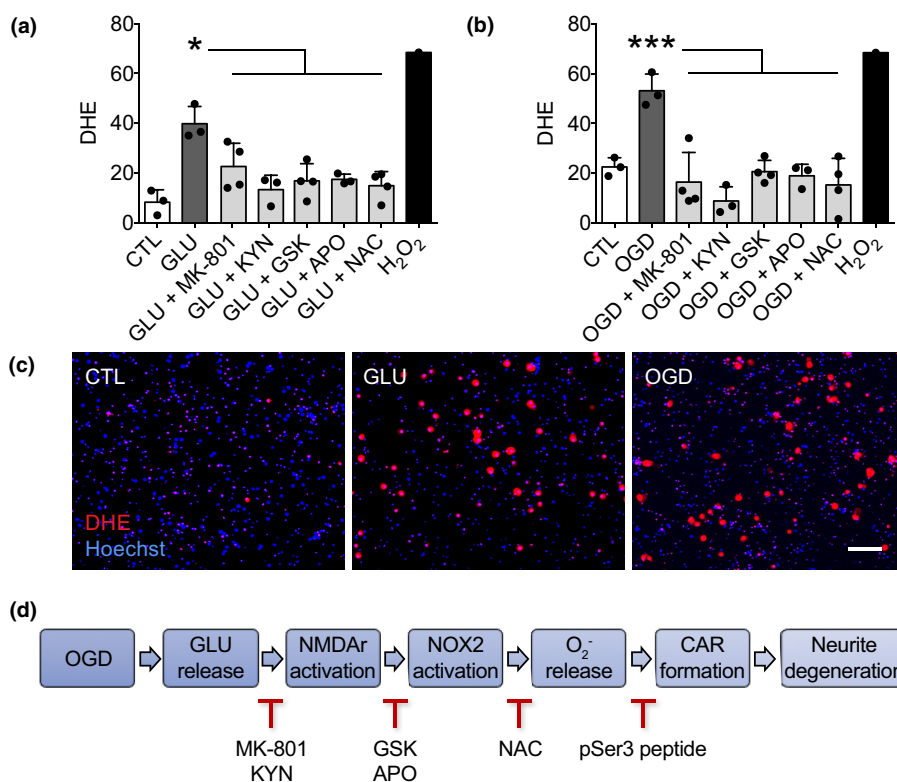 (a)
80
60
40
20
0
DHE
*
CTL
GLU
GLU + MK-801
GLU + KYN
GLU + GSK
GLU + APO
GLU + NAC
H₂O₂
(b)
80
60
40
20
0
DHE
***
CTL
OGD
OGD + MK-801
OGD + KYN
OGD + GSK
OGD + APO
OGD + NAC
H₂O₂
(c)
CTL
DHE
Hoechst
GLU
OGD
(d)
OGD
GLU
release
NMDAr
activation
NOX2
activation
O₂⁻
release
CAR
formation
Neurite
degeneration
MK-801
KYN
GSK
APO
NAC
pSer3 peptide